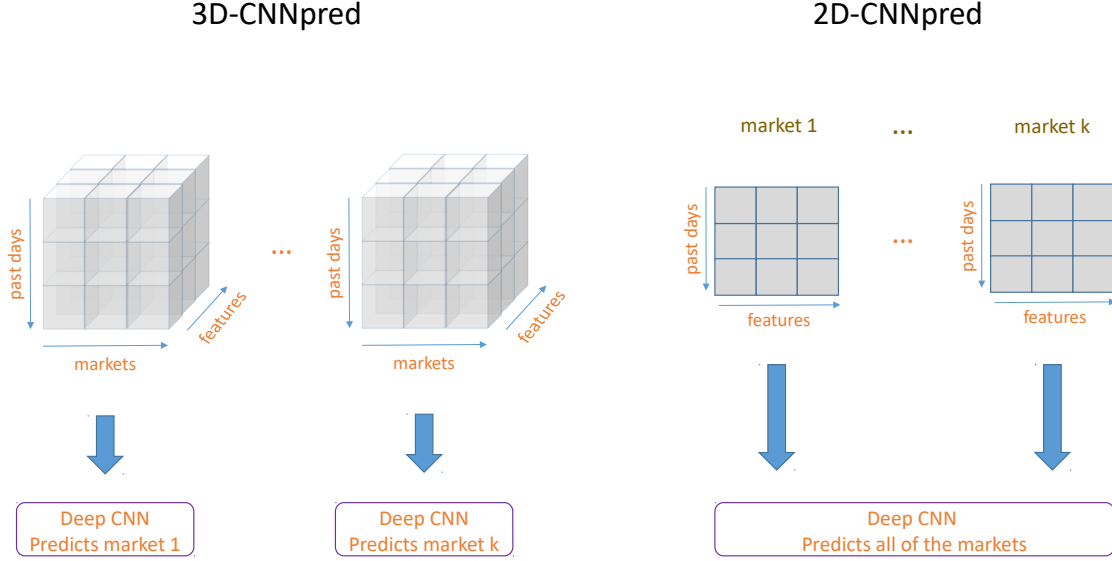 3D-CNNpred
past days
markets
features
...
past days
markets
features
Deep CNN
Predicts market 1
Deep CNN
Predicts market k
2D-CNNpred
market 1
...
market k
past days
features
...
past days
features
Deep CNN
Predicts all of the markets